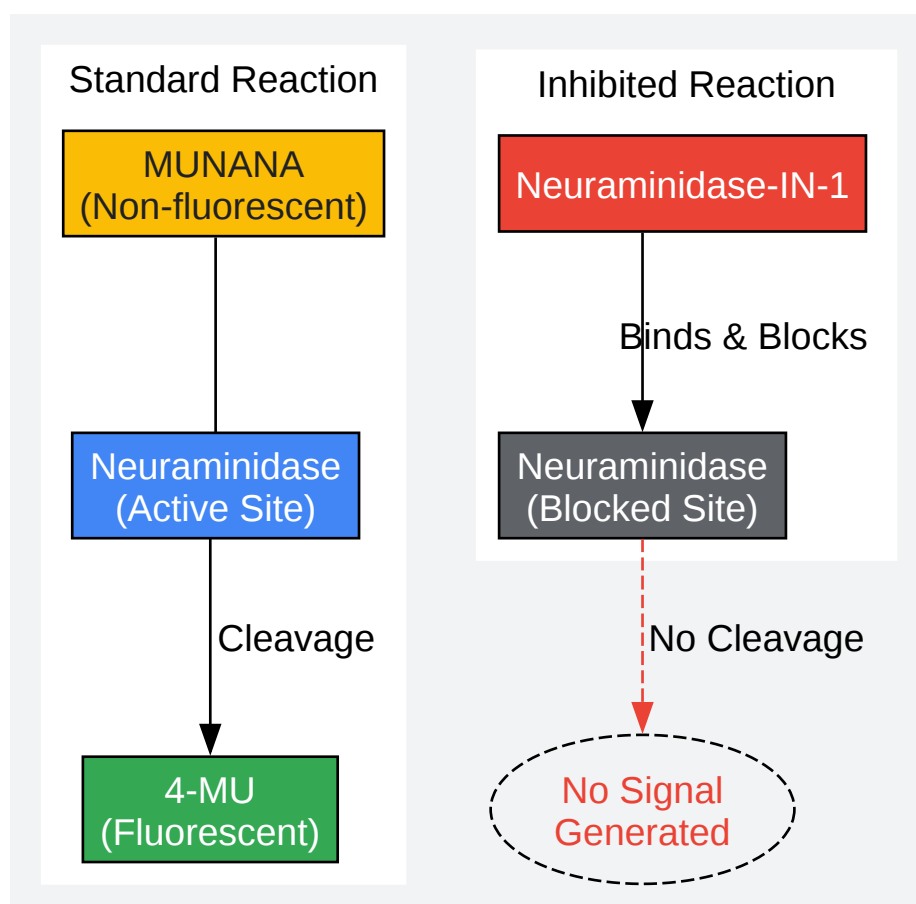 Standard Reaction
MUNANA
(Non-fluorescent)
Neuraminidase
(Active Site)
Cleavage
4-MU
(Fluorescent)
Inhibited Reaction
Neuraminidase-IN-1
Binds & Blocks
Neuraminidase
(Blocked Site)
No Cleavage
No Signal
Generated